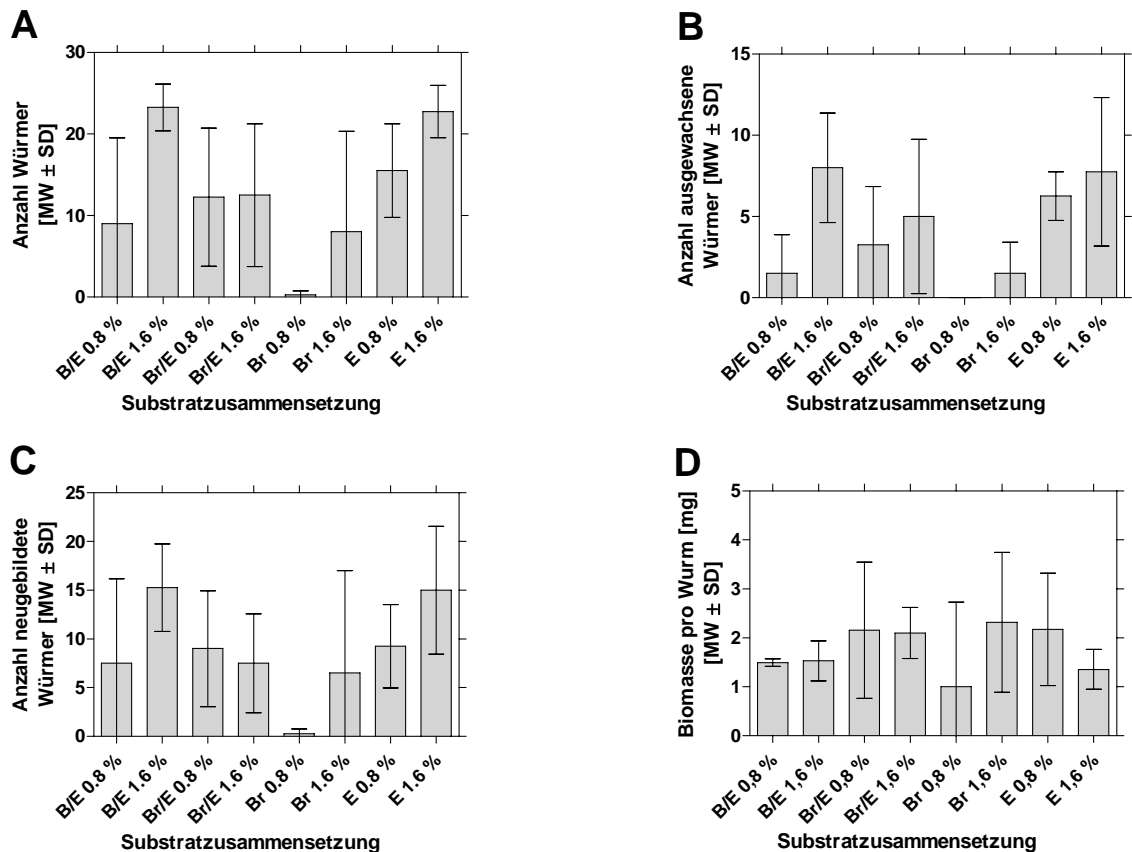 A
Anzahl Würmer
[MW ± SD]
30
20
10
0
B/E 0.8 %
B/E 1.6 %
Br/E 0.8 %
Br/E 1.6 %
Br 0.8 %
Br 1.6 %
E 0.8 %
E 1.6 %
Substratzusammensetzung
B
Anzahl ausgewachsene
Würmer [MW ± SD]
15
10
5
0
B/E 0.8 %
B/E 1.6 %
Br/E 0.8 %
Br/E 1.6 %
Br 0.8 %
Br 1.6 %
E 0.8 %
E 1.6 %
Substratzusammensetzung
C
Anzahl neugebildete
Würmer [MW ± SD]
25
20
15
10
5
0
B/E 0.8 %
B/E 1.6 %
Br/E 0.8 %
Br/E 1.6 %
Br 0.8 %
Br 1.6 %
E 0.8 %
E 1.6 %
Substratzusammensetzung
D
Biomasse pro Wurm [mg]
[MW ± SD]
5
4
3
2
1
0
B/E 0,8 %
B/E 1,6 %
Br/E 0,8 %
Br/E 1,6 %
Br 0,8 %
Br 1,6 %
E 0,8 %
E 1,6 %
Substratzusammensetzung